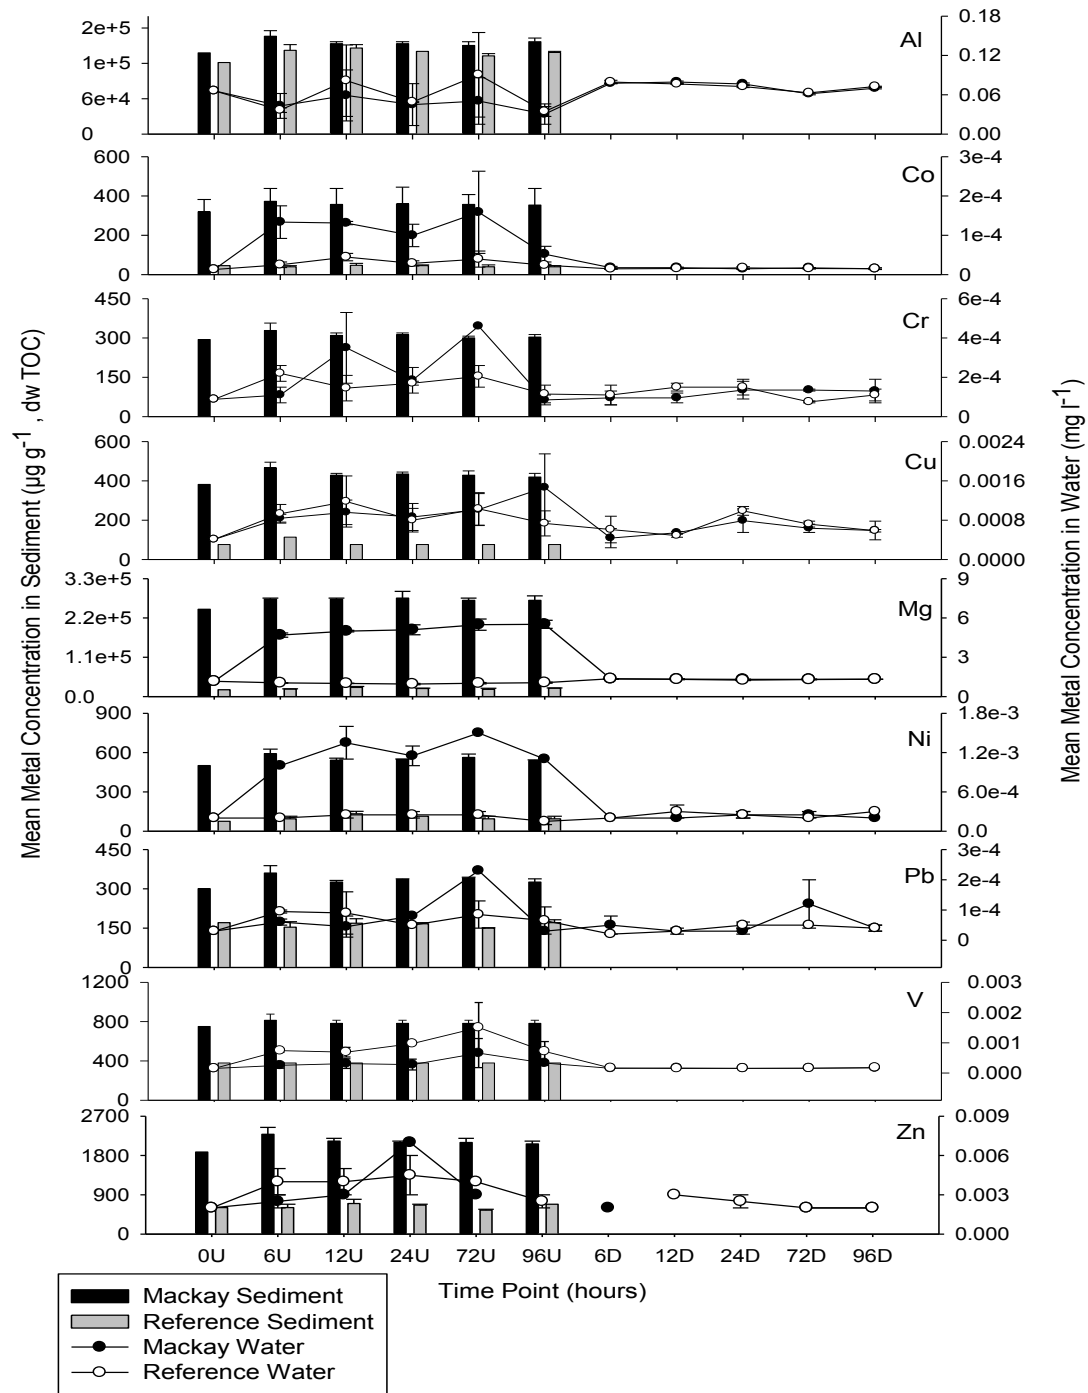 Mean Metal Concentration in Sediment (µg g⁻¹ , dw TOC)
Mean Metal Concentration in Water (mg l⁻¹)
Al
2e+5
1e+5
6e+4
0
0.18
0.12
0.06
0.00
Co
600
400
200
0
3e-4
2e-4
1e-4
0
Cr
450
300
150
0
6e-4
4e-4
2e-4
0
Cu
600
400
200
0
0.0024
0.0016
0.0008
0.0000
Mg
3.3e+5
2.2e+5
1.1e+5
0.0
9
6
3
0
Ni
900
600
300
0
1.8e-3
1.2e-3
6.0e-4
0.0
Pb
450
300
150
0
3e-4
2e-4
1e-4
0
V
1200
800
400
0
0.003
0.002
0.001
0.000
Zn
2700
1800
900
0
0.009
0.006
0.003
0.000
0U 6U 12U 24U 72U 96U 6D 12D 24D 72D 96D
Time Point (hours)
Mackay Sediment
Reference Sediment
Mackay Water
Reference Water